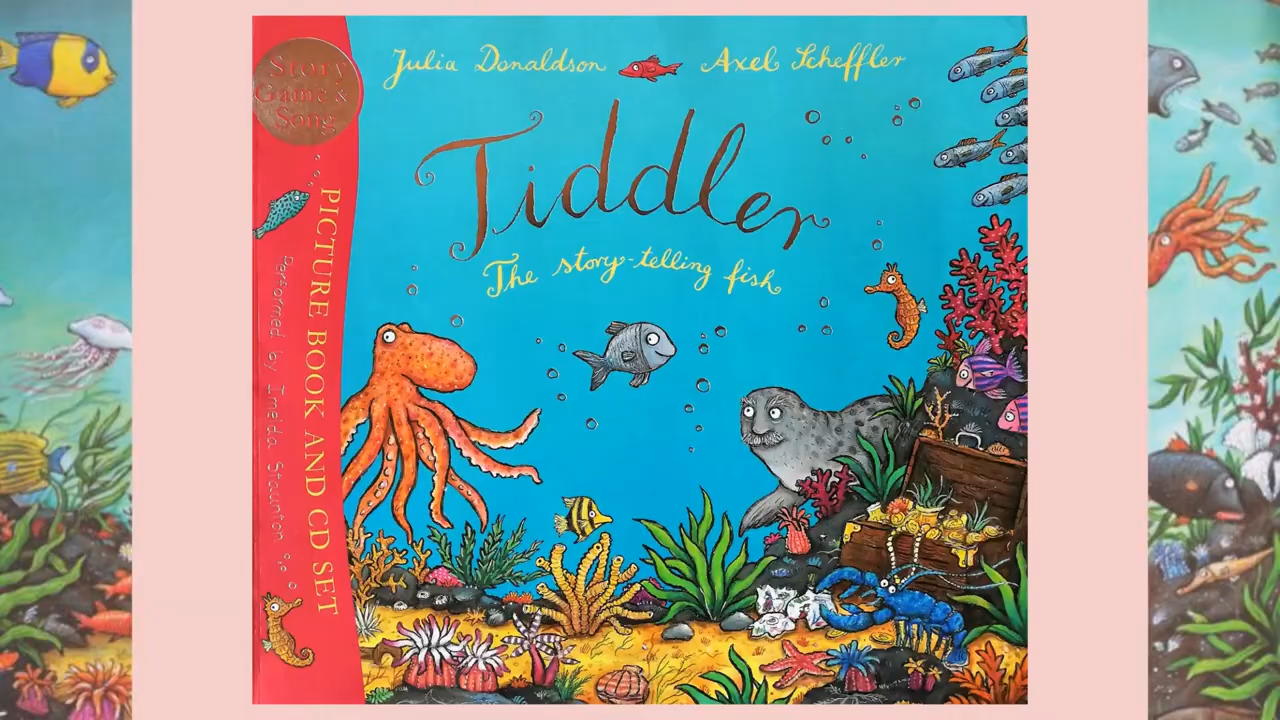 Julia Donaldson Axel Scheffler
Tiddler
The story-telling fish
Story
Game &
Song
PICTURE BOOK AND CD SET
Performed by Imelda Staunton